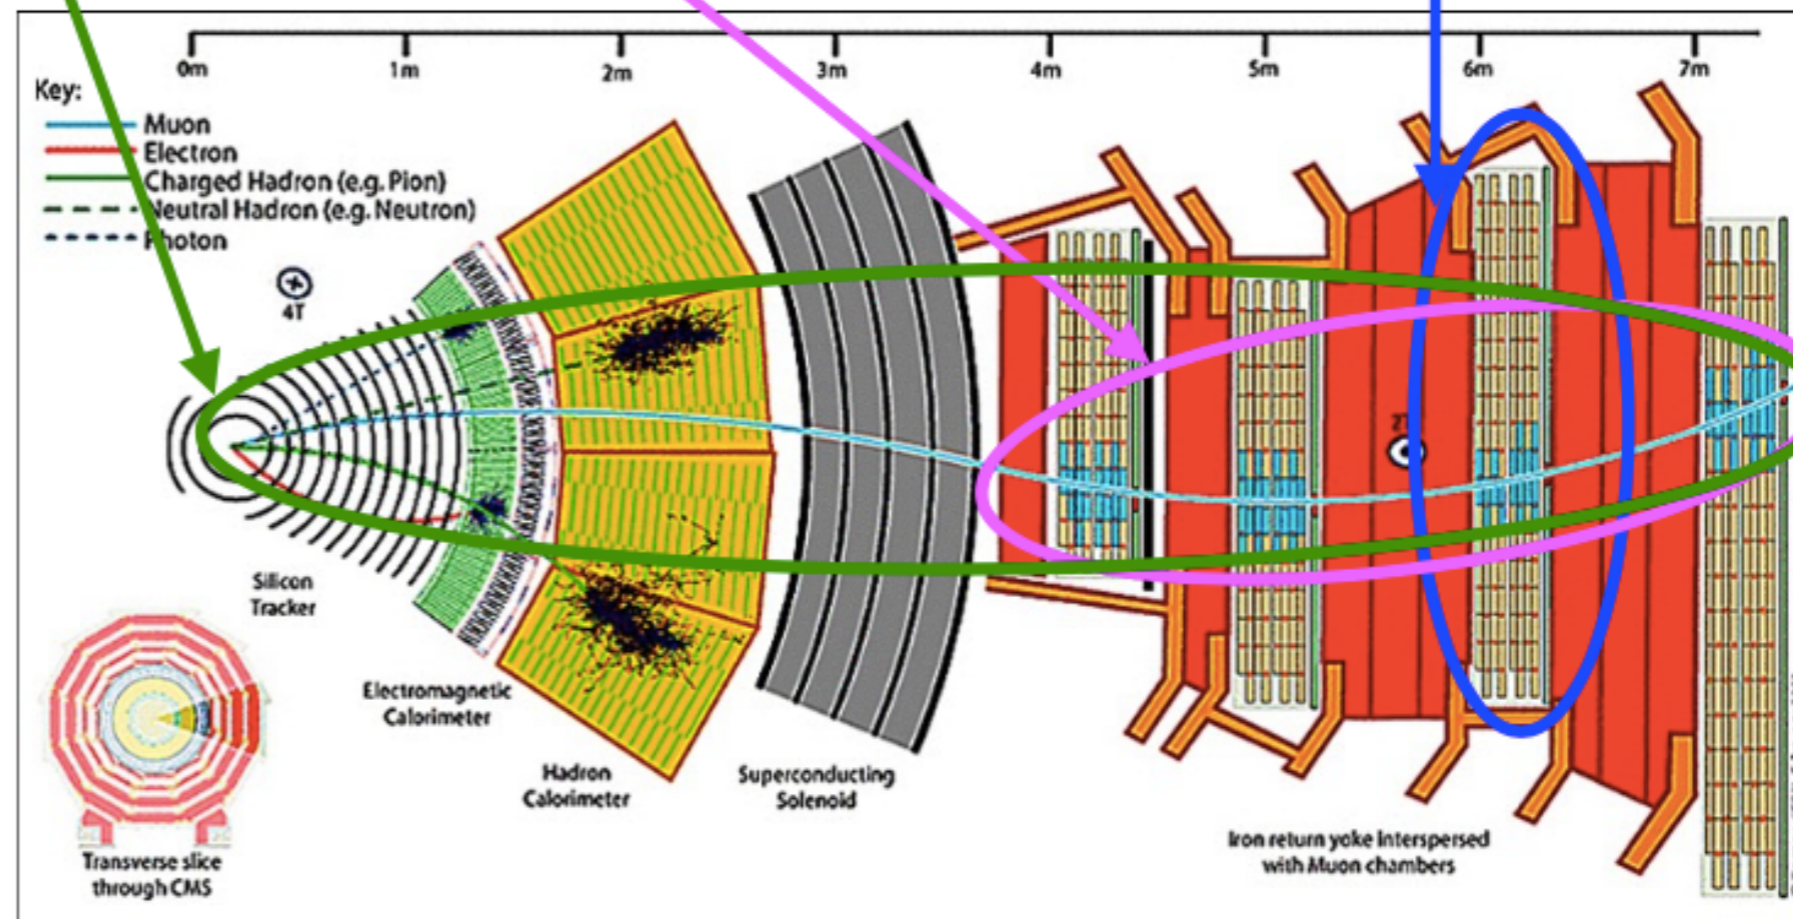 0m 1m 2m 3m 4m 5m 6m 7m
Key:
Muon
Electron
Charged Hadron (e.g. Pion)
Neutral Hadron (e.g. Neutron)
Photon
4T
Silicon
Tracker
Electromagnetic
Calorimeter
Hadron
Calorimeter
Superconducting
Solenoid
Iron return yoke interspersed
with Muon chambers
Transverse slice
through CMS